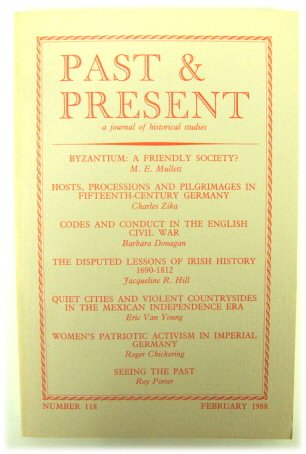 PAST &
PRESENT
a journal of historical studies
BYZANTIUM: A FRIENDLY SOCIETY?
M. E. Mullett
HOSTS, PROCESSIONS AND PILGRIMAGES IN
FIFTEENTH-CENTURY GERMANY
Charles Zika
CODES AND CONDUCT IN THE ENGLISH
CIVIL WAR
Barbara Donagan
THE DISPUTED LESSONS OF IRISH HISTORY
1690-1812
Jacqueline R. Hill
QUIET CITIES AND VIOLENT COUNTRYSIDES
IN THE MEXICAN INDEPENDENCE ERA
Eric Van Young
WOMEN'S PATRIOTIC ACTIVISM IN IMPERIAL
GERMANY
Roger Chickering
SEEING THE PAST
Roy Porter
NUMBER 118 FEBRUARY 1988